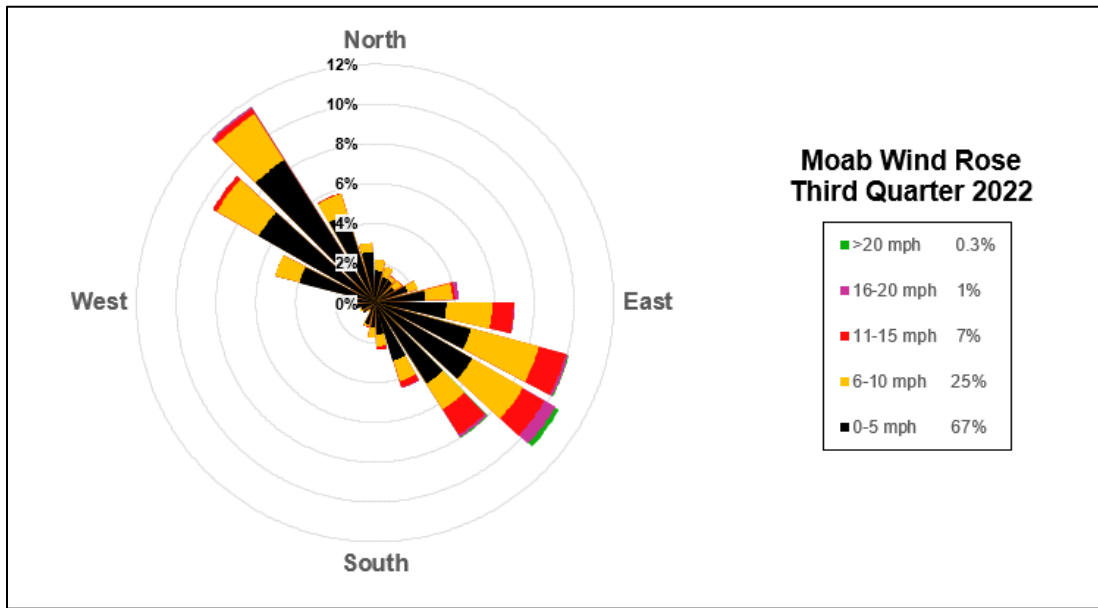 North
12%
10%
8%
6%
4%
2%
0%
West
East
South
Moab Wind Rose
Third Quarter 2022
>20 mph 0.3%
16-20 mph 1%
11-15 mph 7%
6-10 mph 25%
0-5 mph 67%